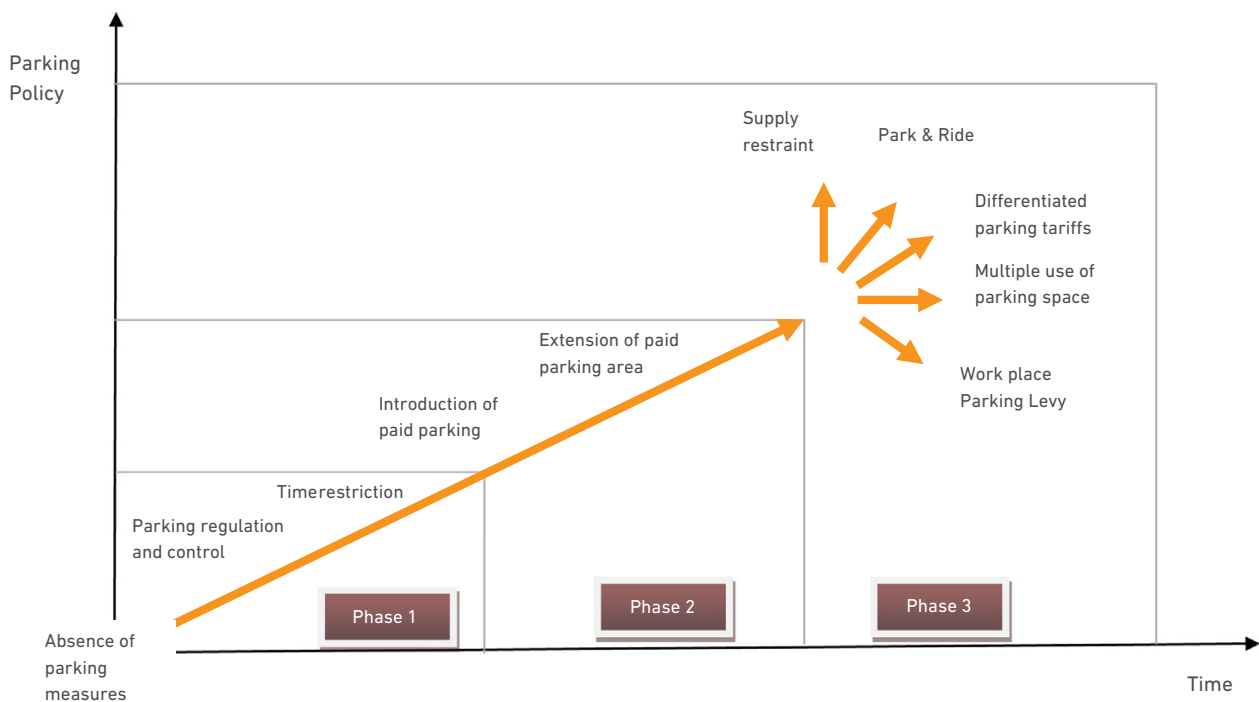 Parking
Policy
Supply
restraint
Park & Ride
Differentiated
parking tariffs
Multiple use of
parking space
Work place
Parking Levy
Extension of paid
parking area
Introduction of
paid parking
Timerestriction
Parking regulation
and control
Phase 1
Phase 2
Phase 3
Absence of
parking
measures
Time